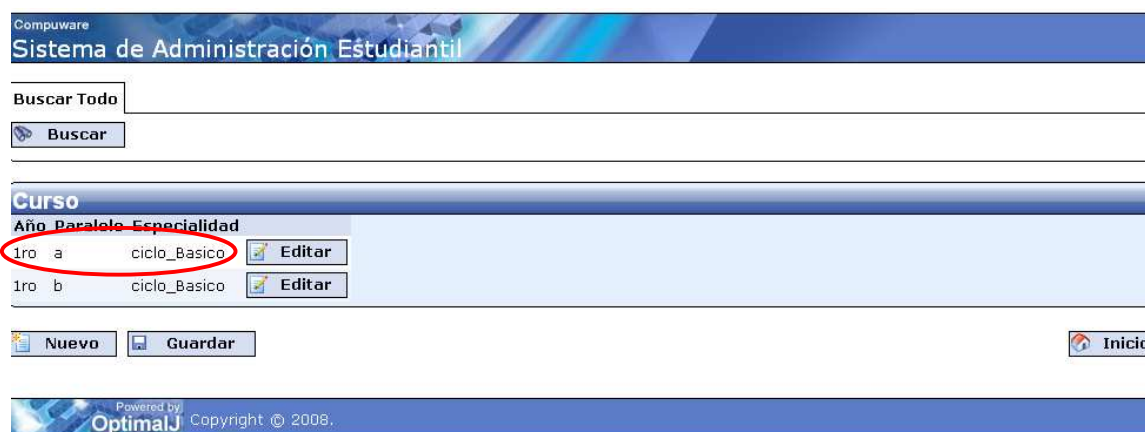 Compuware
Sistema de Administración Estudiantil
Buscar Todo
Buscar
Curso
Año Paralelo Especialidad
1ro a ciclo_Basico Editar
1ro b ciclo_Basico Editar
Nuevo Guardar Inicio
Powered by
OptimalJ Copyright © 2008.